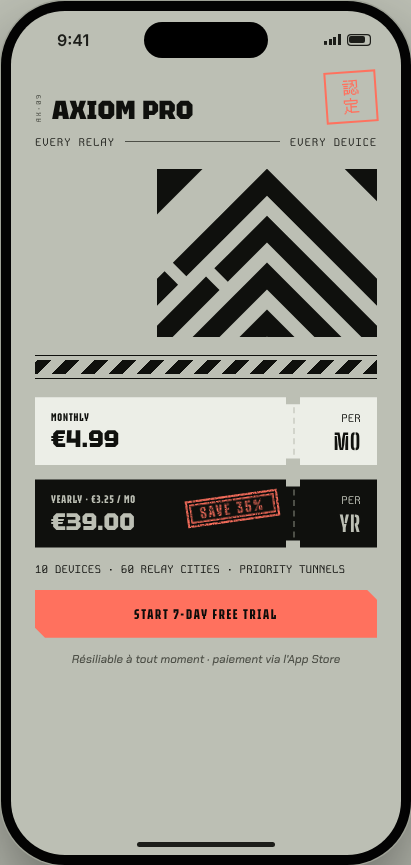 9:41
AX-09
AXIOM PRO
認定
EVERY RELAY
EVERY DEVICE
MONTHLY
€4.99
PER
MO
YEARLY · €3.25 / MO
€39.00
SAVE 35%
PER
YR
10 DEVICES · 60 RELAY CITIES · PRIORITY TUNNELS
START 7-DAY FREE TRIAL
Résiliable à tout moment · paiement via l'App Store